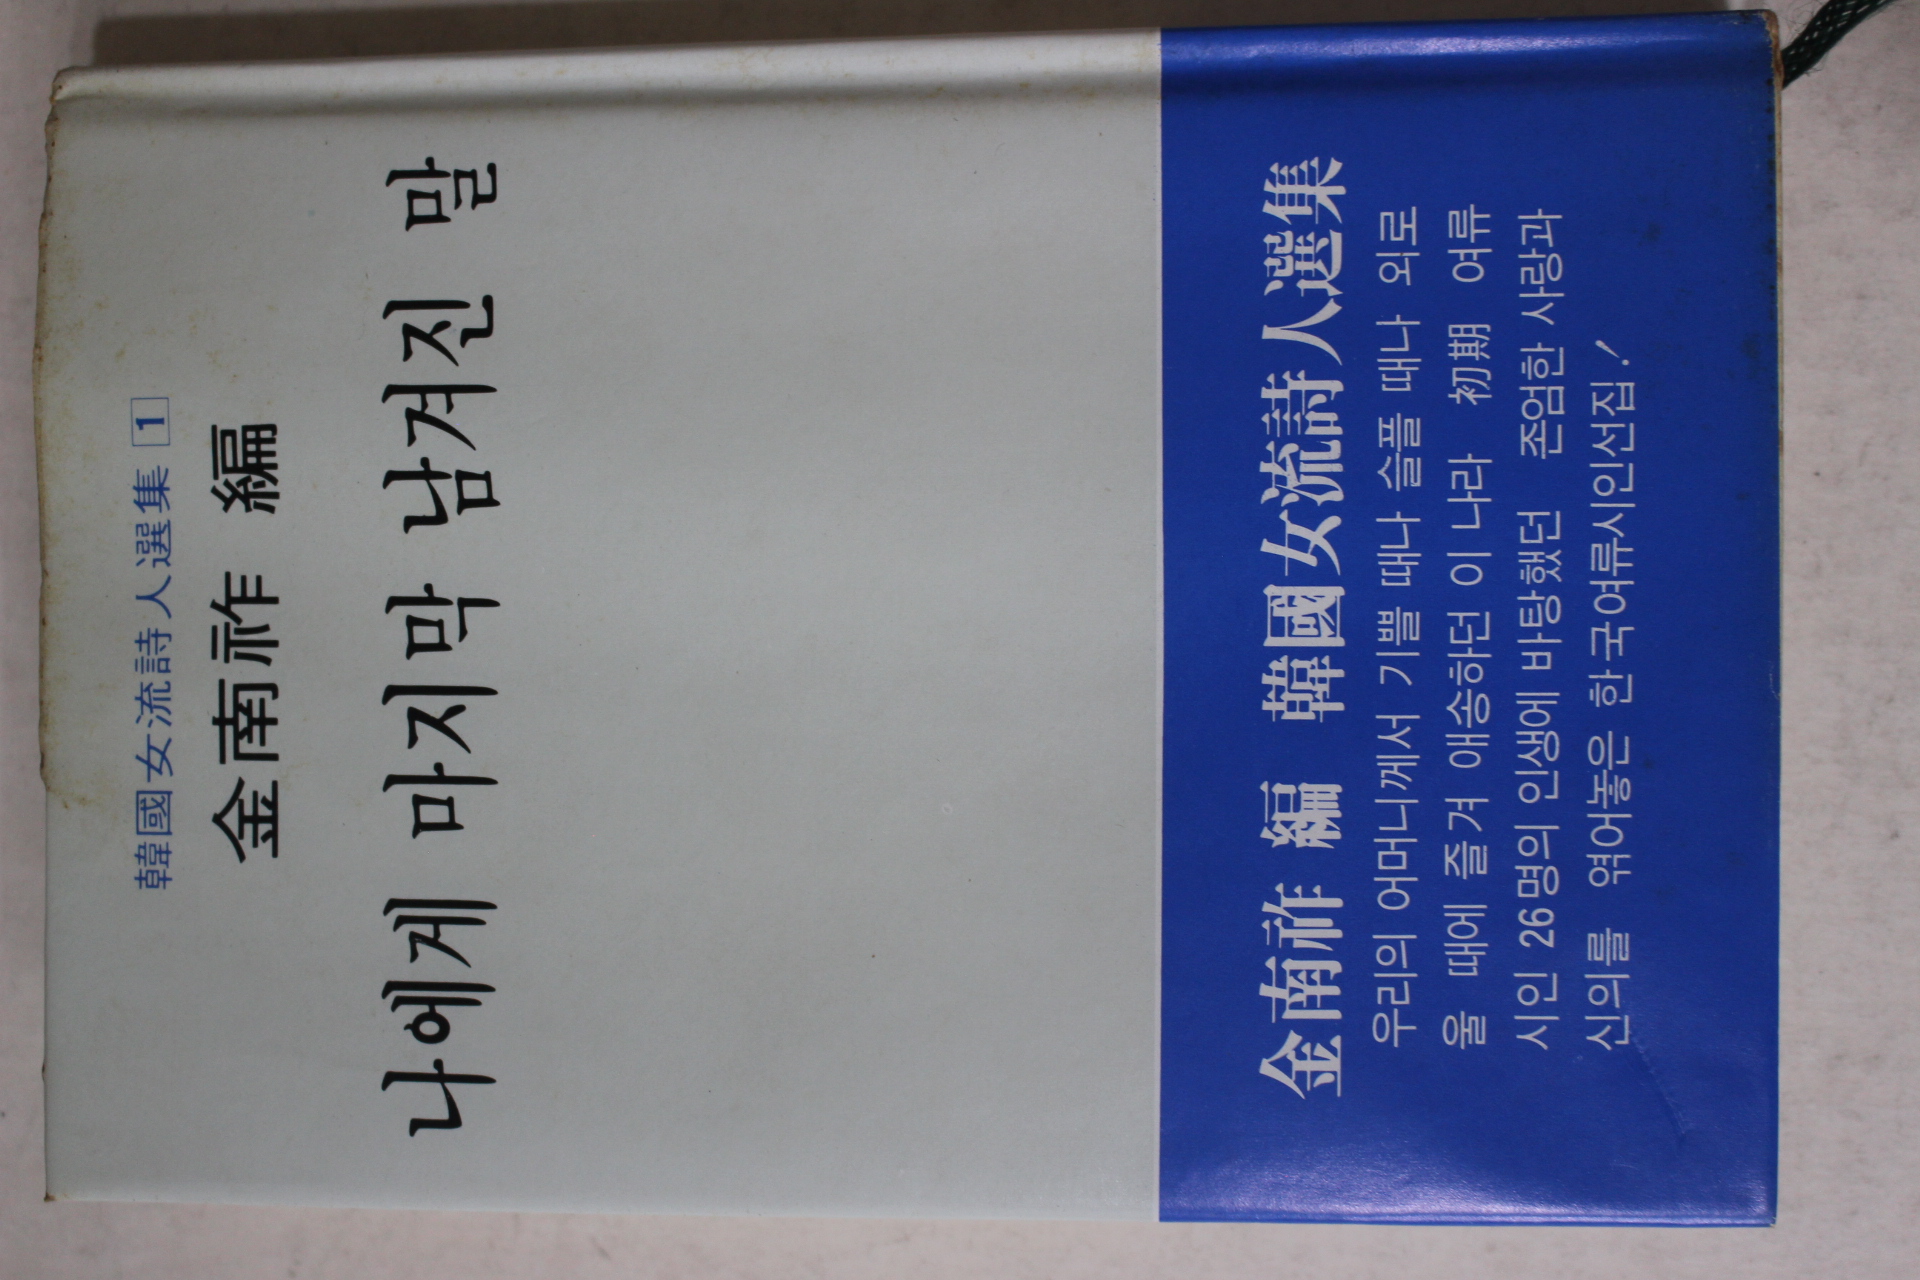 韓國女流詩人選集 1
金南祚 編
나에게 마지막 남겨진 말
金南祚 編 韓國女流詩人選集
우리의 어머니께서 기쁠 때나 슬플 때나 외로
울 때에 즐겨 애송하던 이 나라 初期 여류
시인 26명의 인생에 바탕했던 존엄한 사랑과
신의를 엮어놓은 한국여류시인선집!